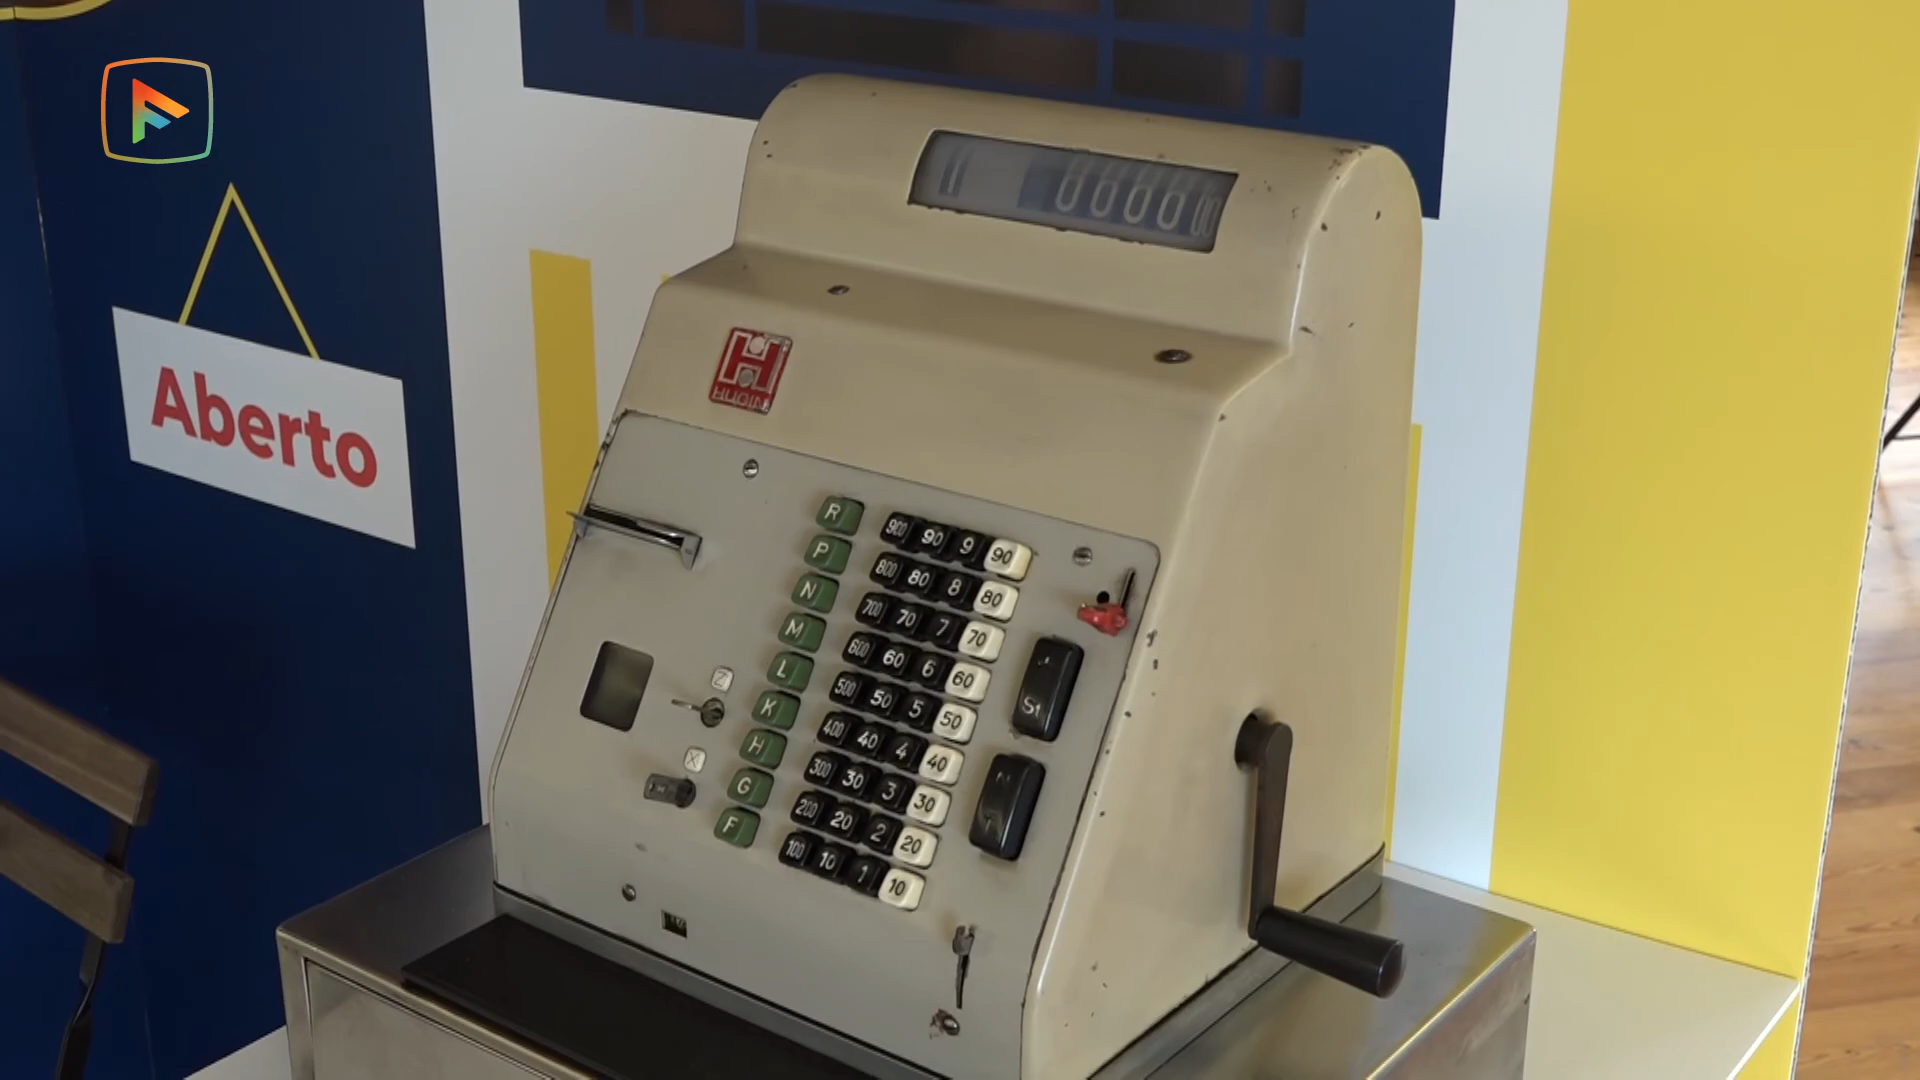 Aberto
H
HUGIN
R 900 90 9 90
P 800 80 8 80
N 700 70 7 70
M 600 60 6 60
L 500 50 5 50
K 400 40 4 40
H 300 30 3 30
G 200 20 2 20
F 100 10 1 10
Z
X
St